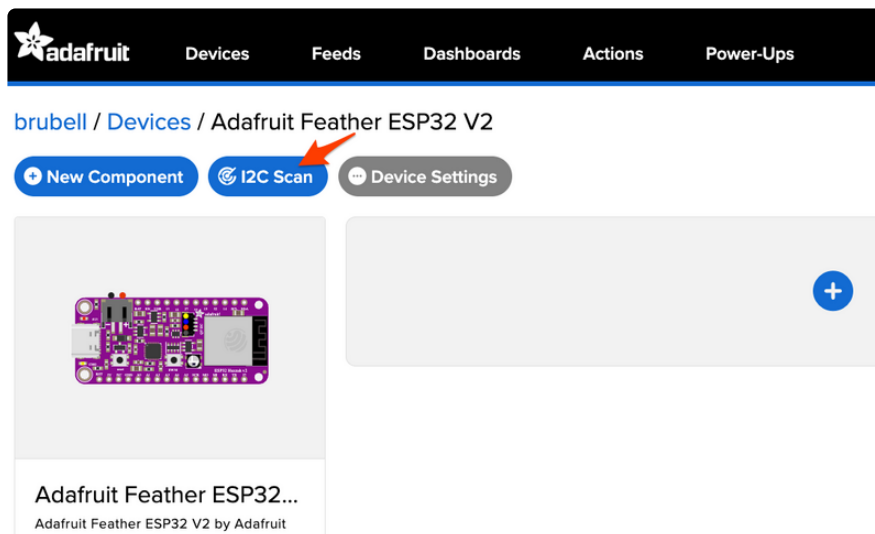 adafruit Devices Feeds Dashboards Actions Power-Ups
brubell / Devices / Adafruit Feather ESP32 V2
New Component I2C Scan Device Settings
Adafruit Feather ESP32...
Adafruit Feather ESP32 V2 by Adafruit